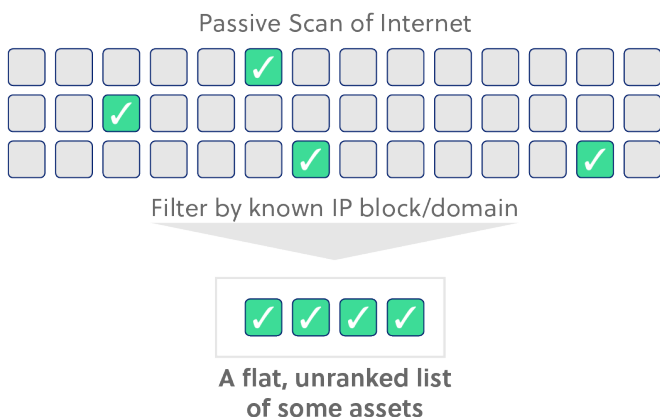 Passive Scan of Internet
Filter by known IP block/domain
A flat, unranked list
of some assets